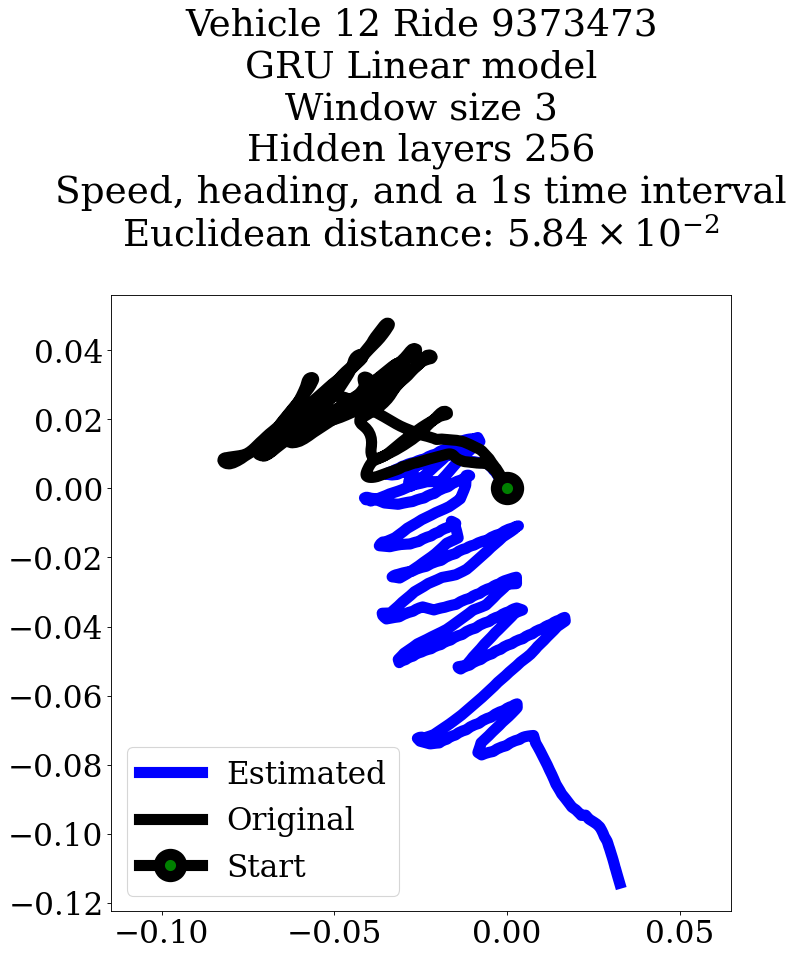 Vehicle 12 Ride 9373473
GRU Linear model
Window size 3
Hidden layers 256
Speed, heading, and a 1s time interval
Euclidean distance: 5.84 × 10⁻²
0.04
0.02
0.00
−0.02
−0.04
−0.06
−0.08
−0.10
−0.12
Estimated
Original
Start
−0.10 −0.05 0.00 0.05